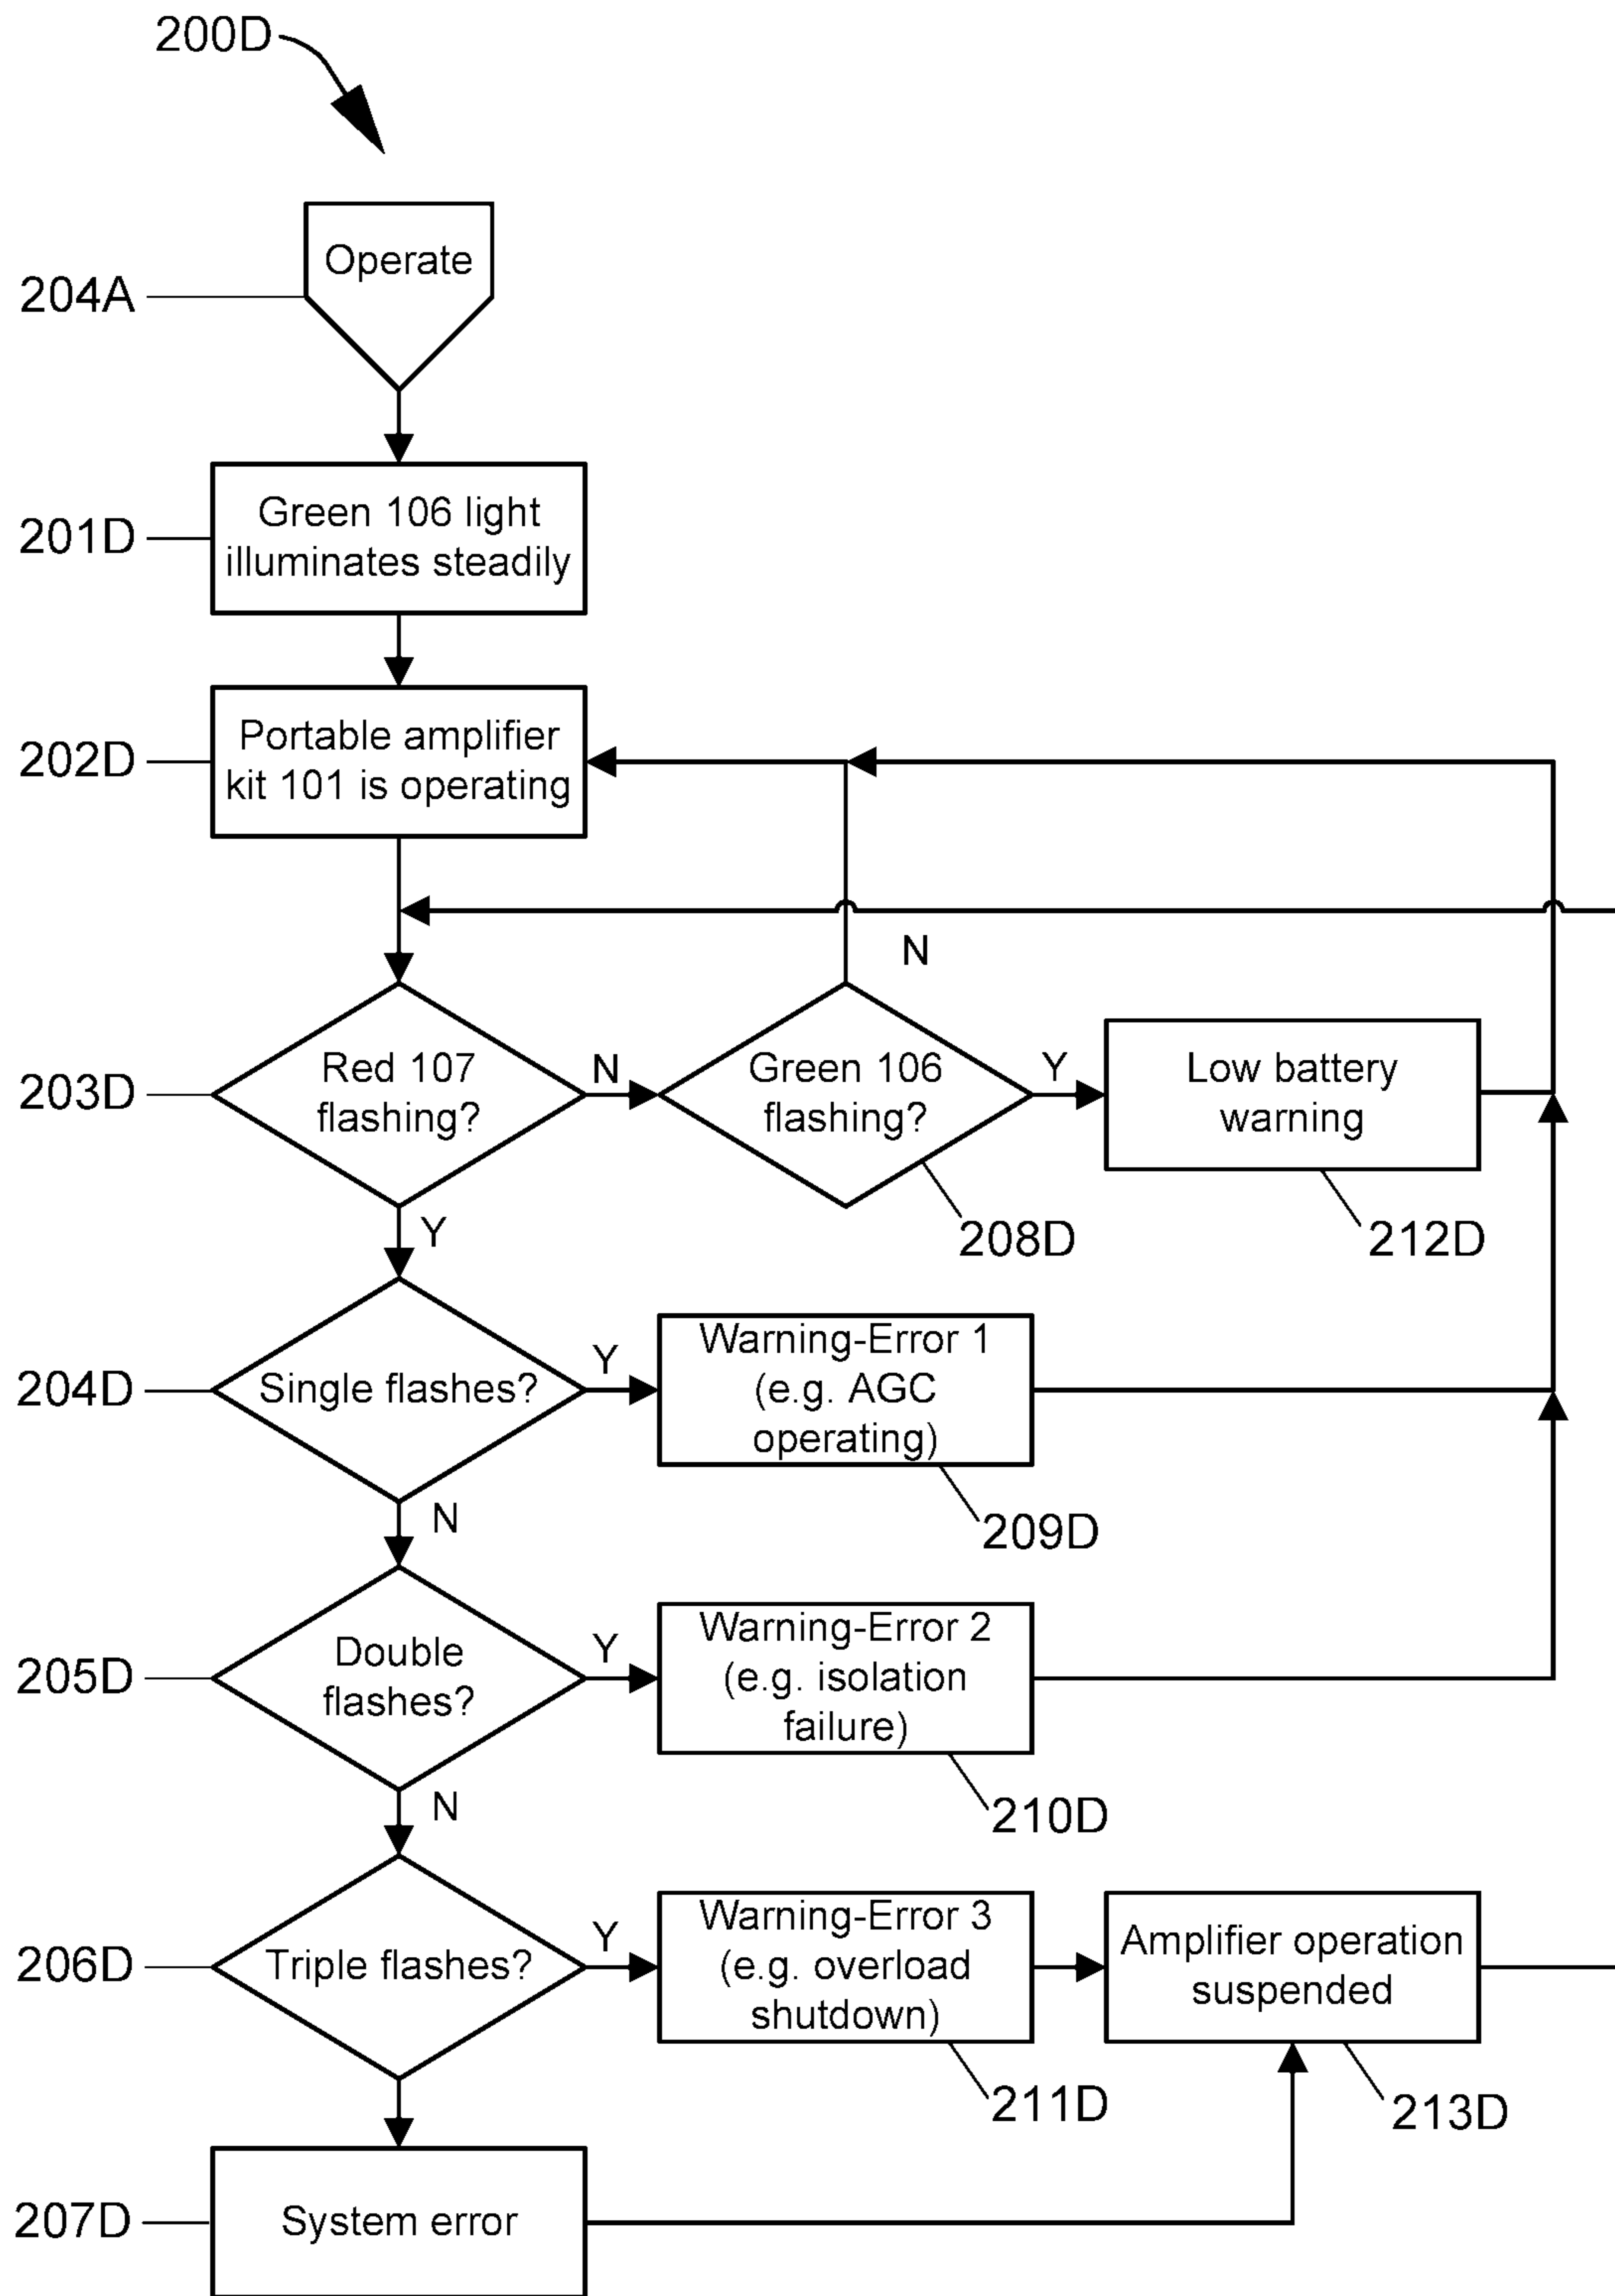 200D
Operate
204A
Green 106 light
illuminates steadily
201D
Portable amplifier
kit 101 is operating
202D
N
Red 107
flashing?
203D
N
Green 106
flashing?
208D
Y
Low battery
warning
212D
Y
Single flashes?
204D
Y
Warning-Error 1
(e.g. AGC
operating)
209D
N
Double
flashes?
205D
Y
Warning-Error 2
(e.g. isolation
failure)
210D
N
Triple flashes?
206D
Y
Warning-Error 3
(e.g. overload
shutdown)
211D
Amplifier operation
suspended
213D
System error
207D